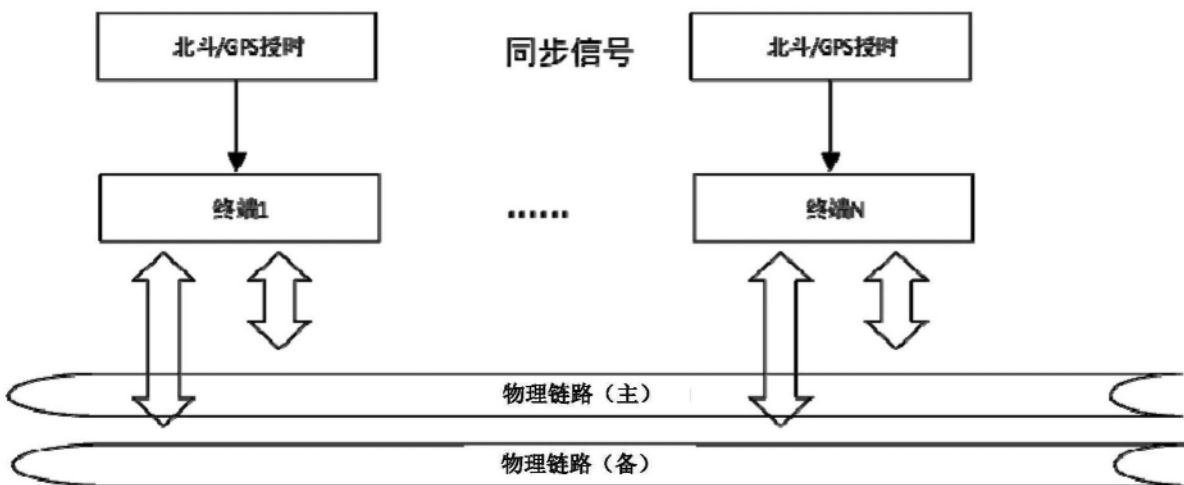 北斗/GPS授时
同步信号
北斗/GPS授时
终端1
......
终端N
物理链路（主）
物理链路（备）